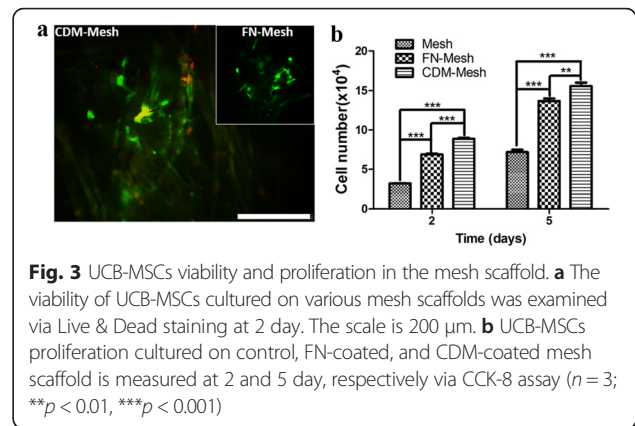 a
CDM-Mesh
FN-Mesh
b
Mesh
FN-Mesh
CDM-Mesh
Cell number(x10⁴)
20
15
10
5
0
***
***
***
***
***
**
2
5
Time (days)
Fig. 3 UCB-MSCs viability and proliferation in the mesh scaffold. a The
viability of UCB-MSCs cultured on various mesh scaffolds was examined
via Live & Dead staining at 2 day. The scale is 200 μm. b UCB-MSCs
proliferation cultured on control, FN-coated, and CDM-coated mesh
scaffold is measured at 2 and 5 day, respectively via CCK-8 assay (n = 3;
**p < 0.01, ***p < 0.001)